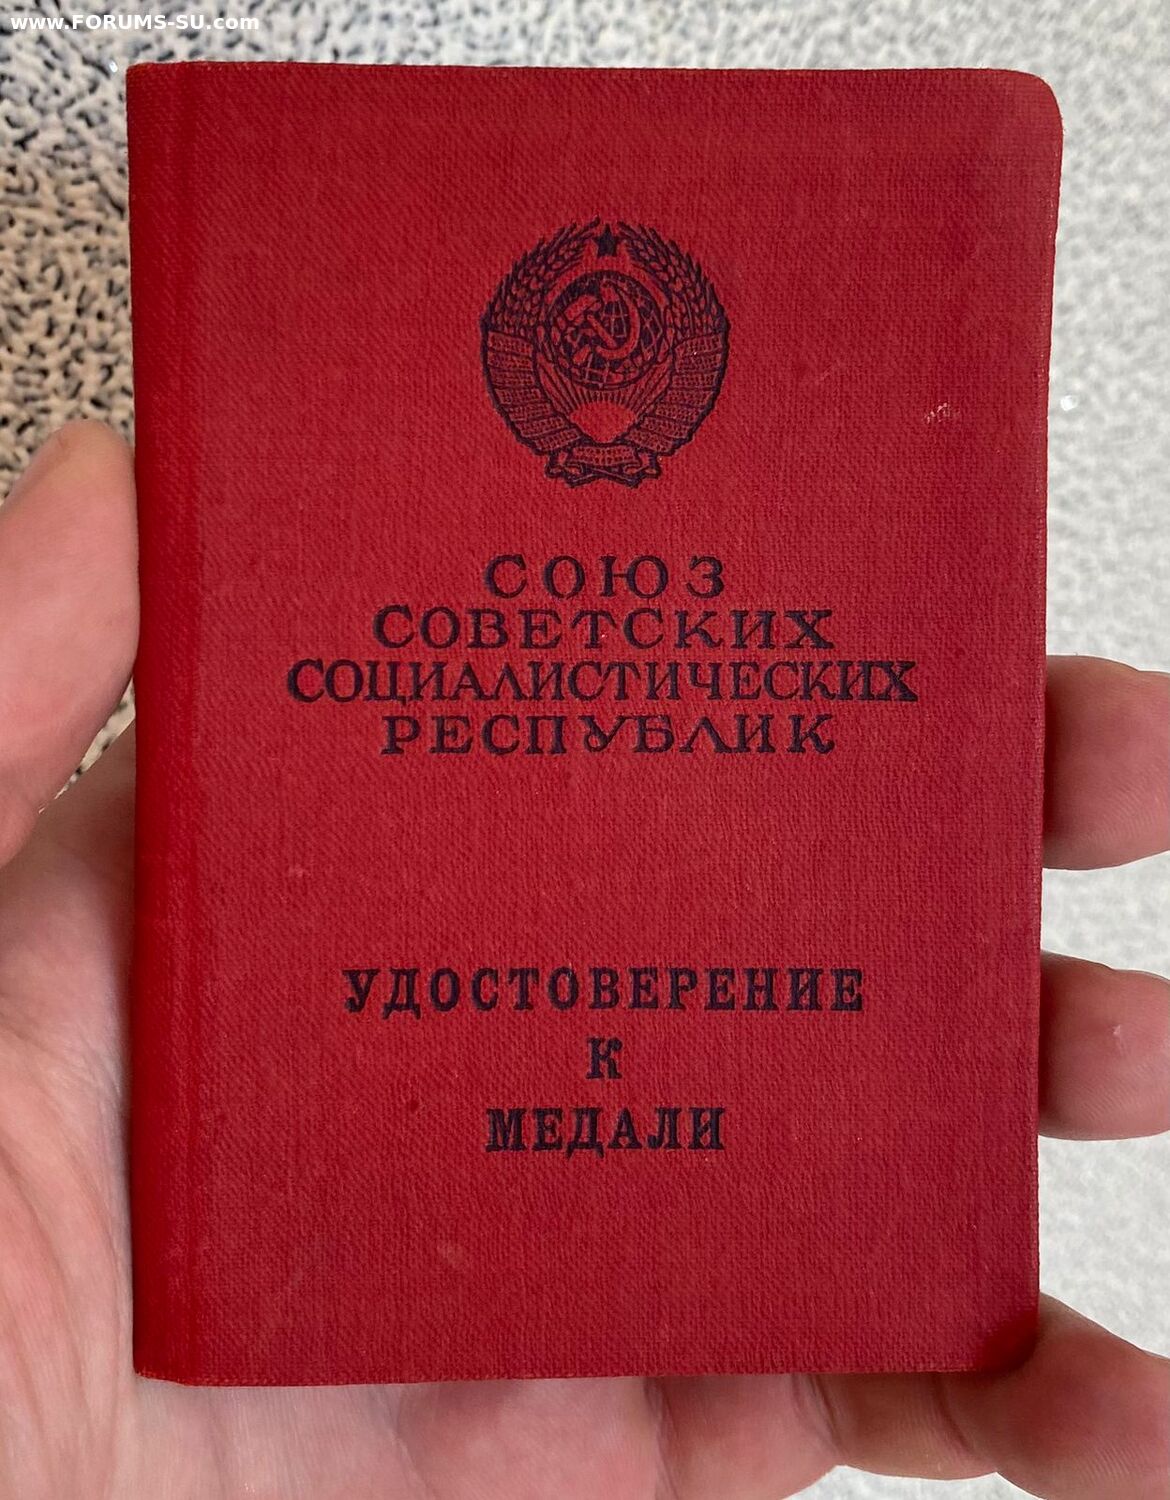 www.FORUMS-SU.com
СОЮЗ
СОВЕТСКИХ
СОЦИАЛИСТИЧЕСКИХ
РЕСПУБЛИК
УДОСТОВЕРЕНИЕ
К
МЕДАЛИ